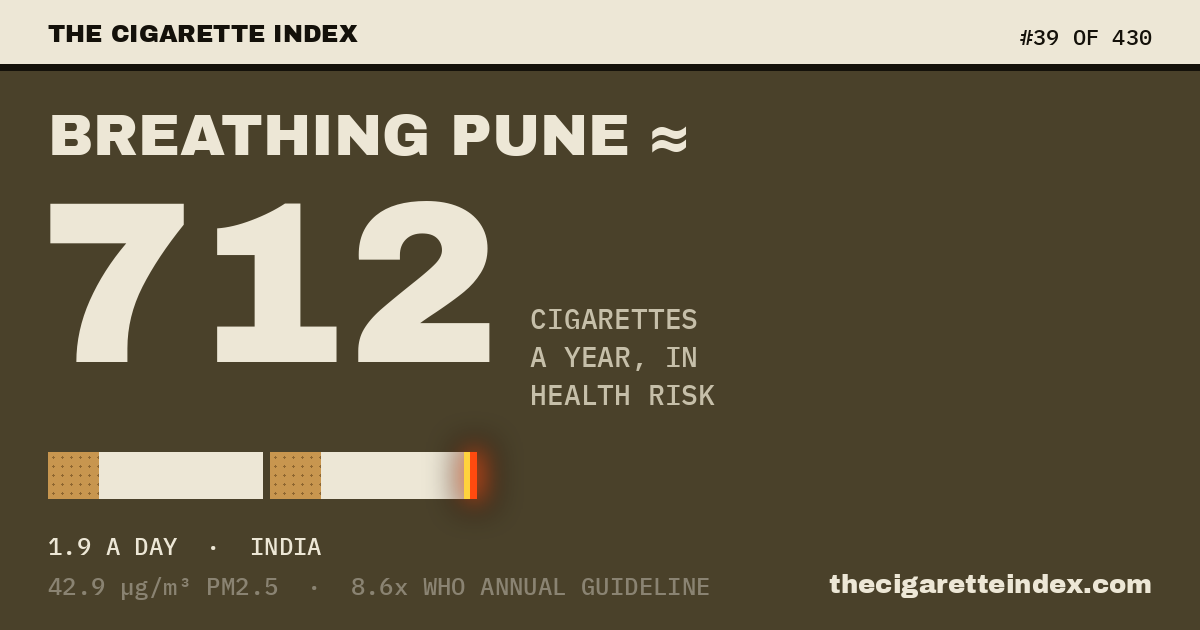 THE CIGARETTE INDEX
#39 OF 430
BREATHING PUNE ≈
712
CIGARETTES
A YEAR, IN
HEALTH RISK
1.9 A DAY · INDIA
42.9 µg/m³ PM2.5 · 8.6x WHO ANNUAL GUIDELINE
thecigaretteindex.com